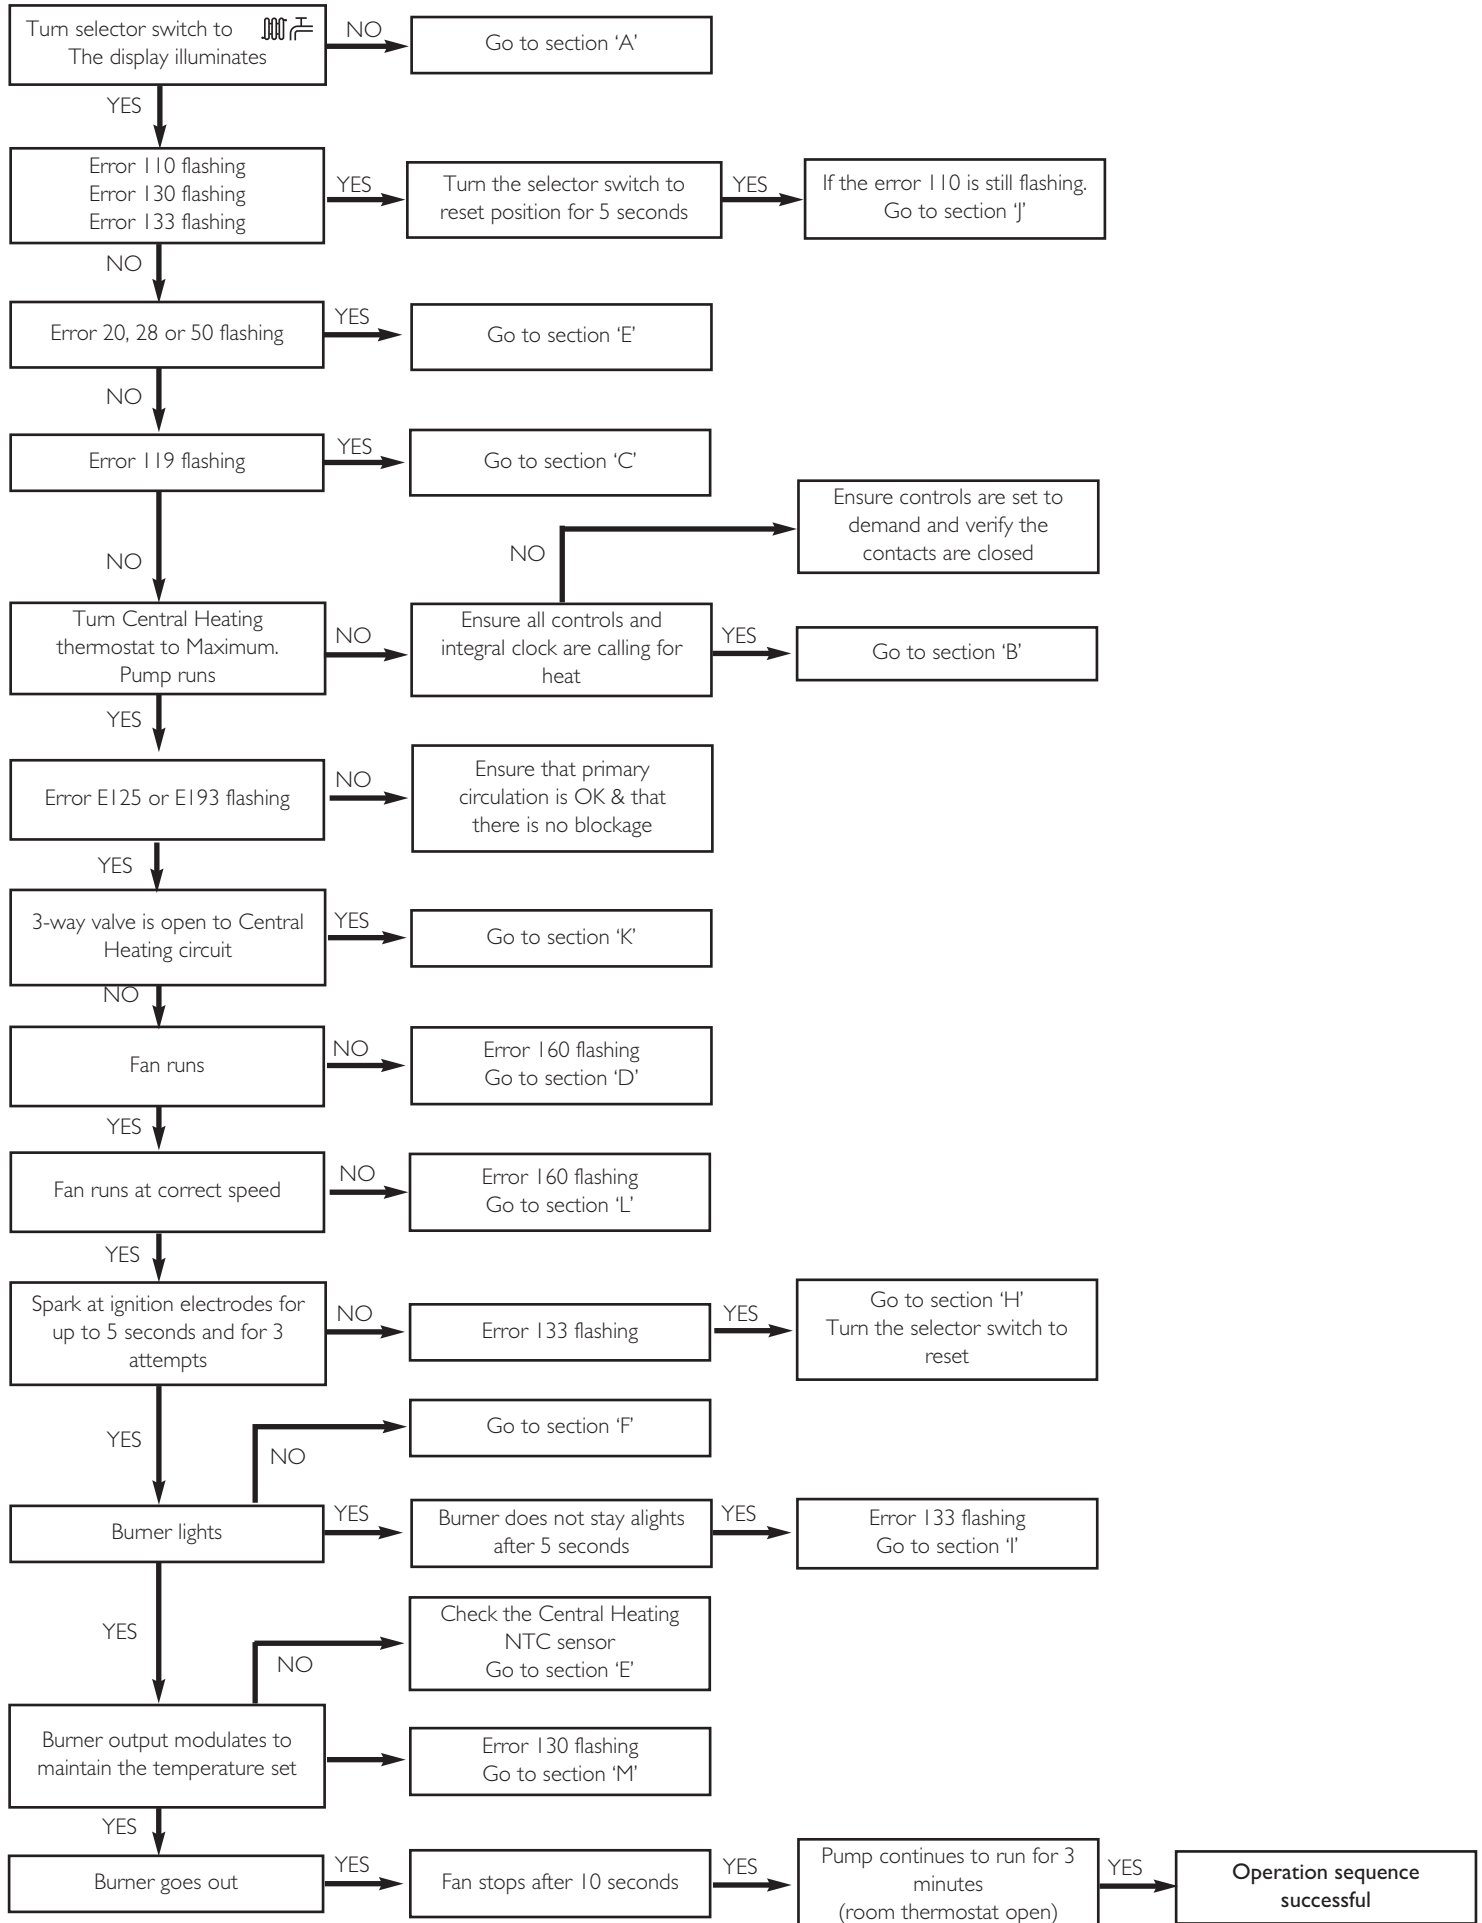 Turn selector switch to
The display illuminates
NO
Go to section ‘A’
YES
Error 110 flashing
Error 130 flashing
Error 133 flashing
YES
Turn the selector switch to
reset position for 5 seconds
YES
If the error 110 is still flashing.
Go to section ‘J’
NO
Error 20, 28 or 50 flashing
YES
Go to section ‘E’
NO
Error 119 flashing
YES
Go to section ‘C’
NO
Turn Central Heating
thermostat to Maximum.
Pump runs
NO
Ensure all controls and
integral clock are calling for
heat
NO
Ensure controls are set to
demand and verify the
contacts are closed
YES
Go to section ‘B’
YES
Error E125 or E193 flashing
NO
Ensure that primary
circulation is OK & that
there is no blockage
YES
3-way valve is open to Central
Heating circuit
YES
Go to section ‘K’
NO
Fan runs
NO
Error 160 flashing
Go to section ‘D’
YES
Fan runs at correct speed
NO
Error 160 flashing
Go to section ‘L’
YES
Spark at ignition electrodes for
up to 5 seconds and for 3
attempts
NO
Error 133 flashing
YES
Go to section ‘H’
Turn the selector switch to
reset
YES
NO
Go to section ‘F’
Burner lights
YES
Burner does not stay alights
after 5 seconds
YES
Error 133 flashing
Go to section ‘I’
YES
NO
Check the Central Heating
NTC sensor
Go to section ‘E’
Burner output modulates to
maintain the temperature set
Error 130 flashing
Go to section ‘M’
YES
Burner goes out
YES
Fan stops after 10 seconds
YES
Pump continues to run for 3
minutes
(room thermostat open)
YES
Operation sequence
successful